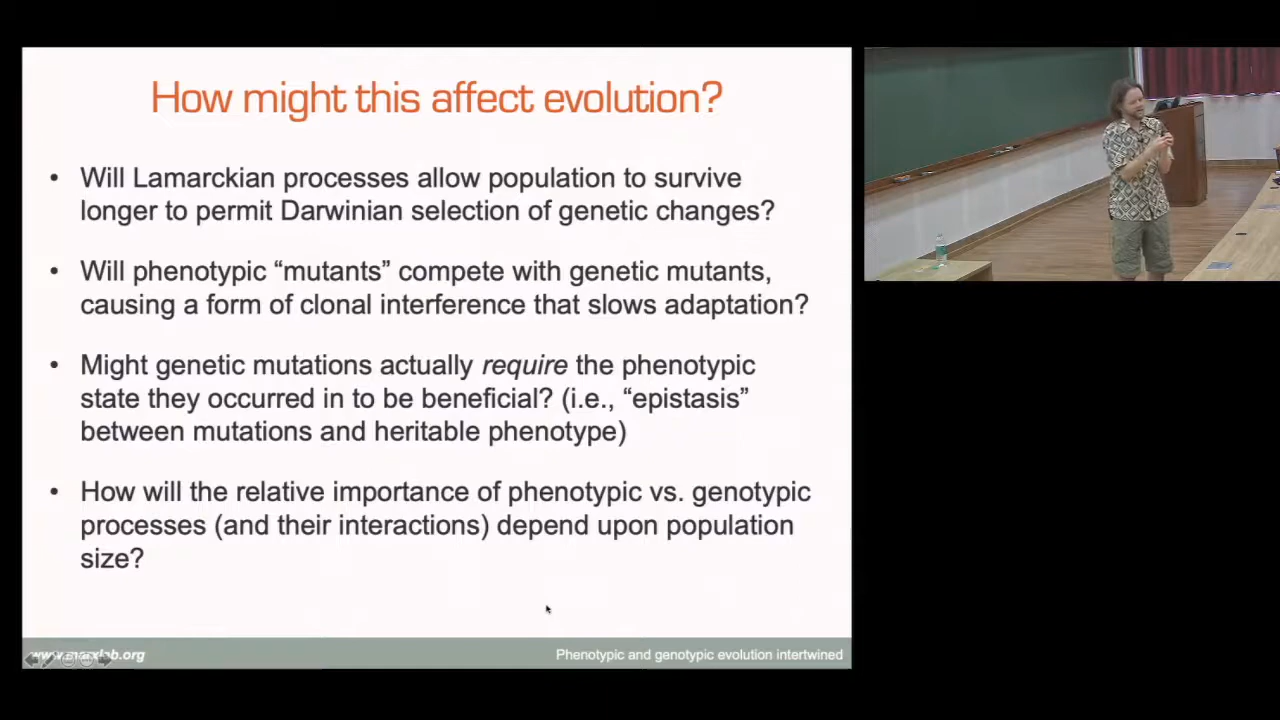 How might this affect evolution?
• Will Lamarckian processes allow population to survive
longer to permit Darwinian selection of genetic changes?
• Will phenotypic “mutants” compete with genetic mutants,
causing a form of clonal interference that slows adaptation?
• Might genetic mutations actually require the phenotypic
state they occurred in to be beneficial? (i.e., “epistasis”
between mutations and heritable phenotype)
• How will the relative importance of phenotypic vs. genotypic
processes (and their interactions) depend upon population
size?
www.marxlab.org
Phenotypic and genotypic evolution intertwined